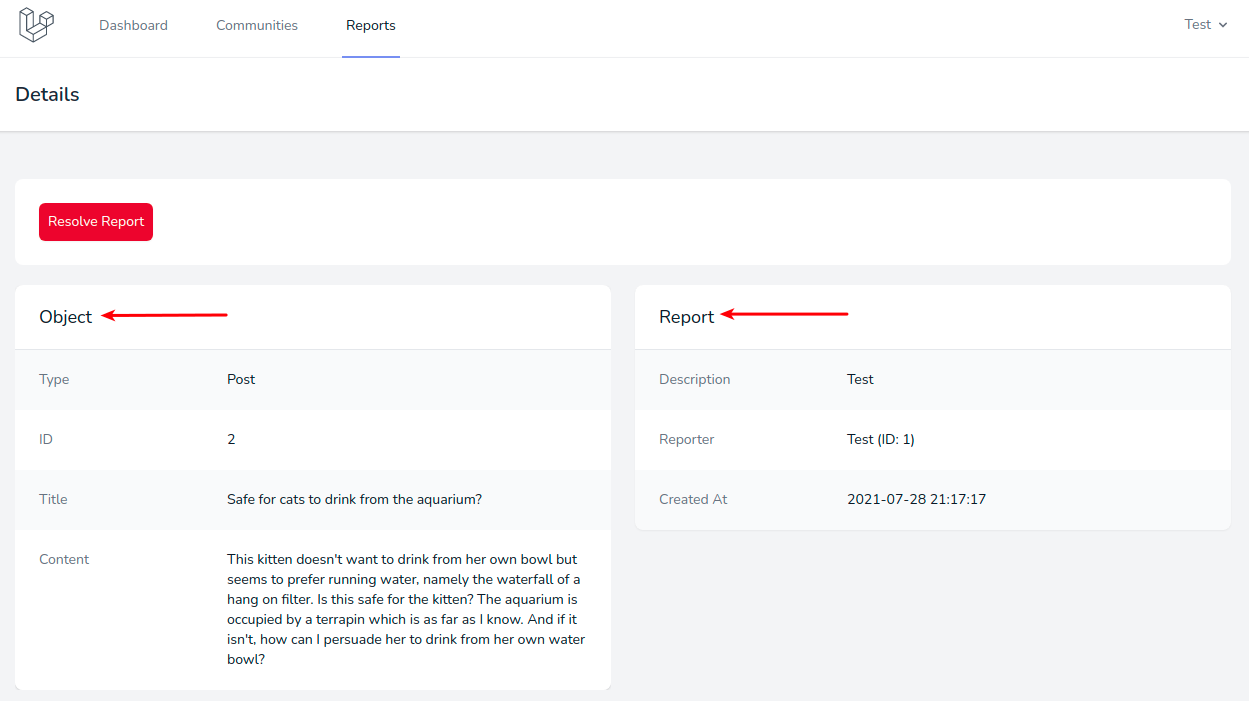 Dashboard Communities Reports Test
Details
Resolve Report
Object
Type Post
ID 2
Title Safe for cats to drink from the aquarium?
Content This kitten doesn't want to drink from her own bowl but
seems to prefer running water, namely the waterfall of a
hang on filter. Is this safe for the kitten? The aquarium is
occupied by a terrapin which is as far as I know. And if it
isn't, how can I persuade her to drink from her own water
bowl?
Report
Description Test
Reporter Test (ID: 1)
Created At 2021-07-28 21:17:17